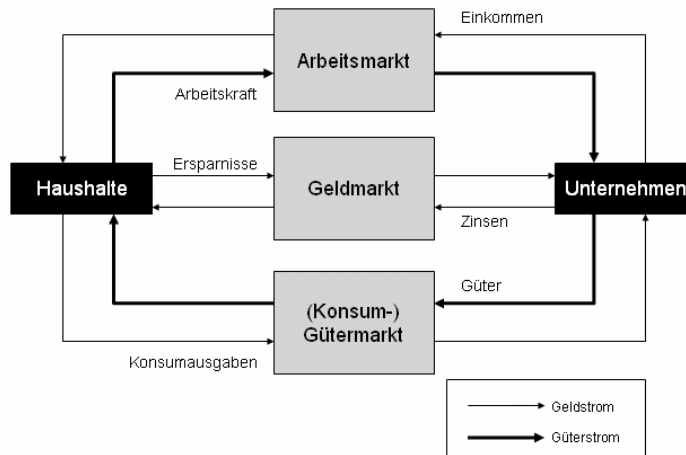 Einkommen
Arbeitsmarkt
Arbeitskraft
Ersparnisse
Haushalte
Geldmarkt
Unternehmen
Zinsen
Güter
(Konsum-)
Gütermarkt
Konsumausgaben
Geldstrom
Güterstrom